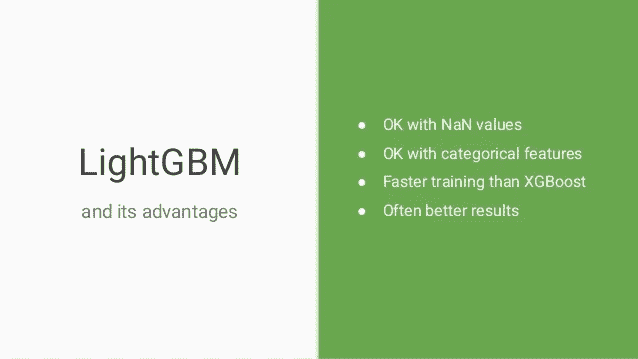 LightGBM
and its advantages
● OK with NaN values
● OK with categorical features
● Faster training than XGBoost
● Often better results